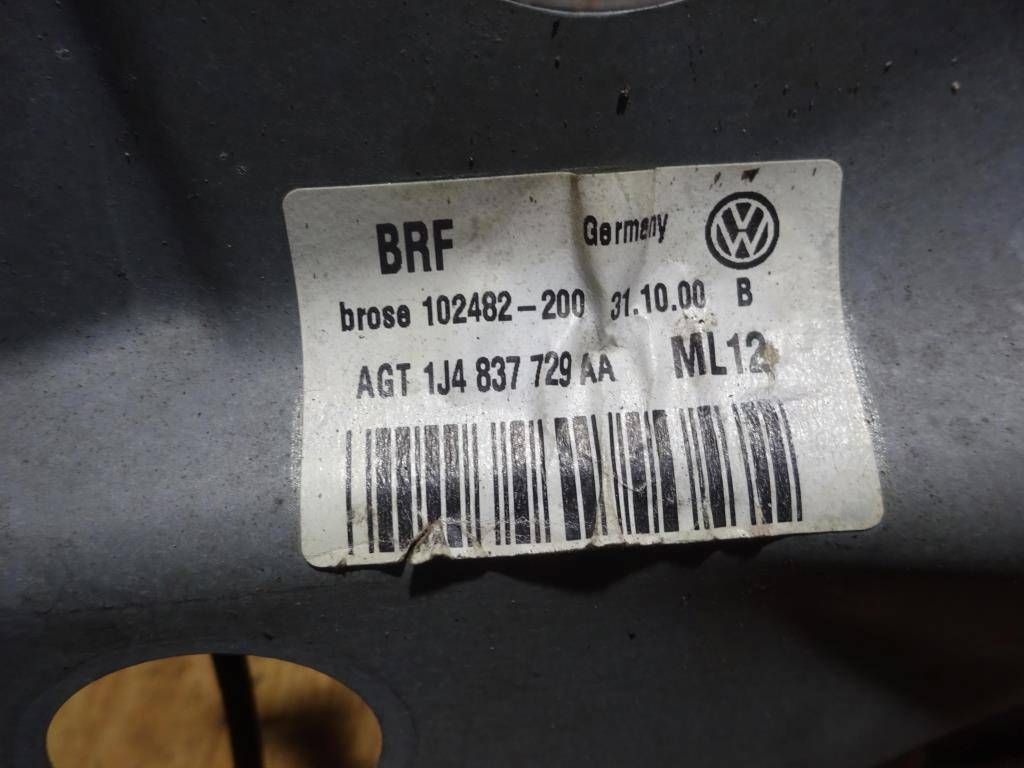 BRF Germany
brose 102482-200 31.10.00 B
AGT 1J4 837 729 AA ML12